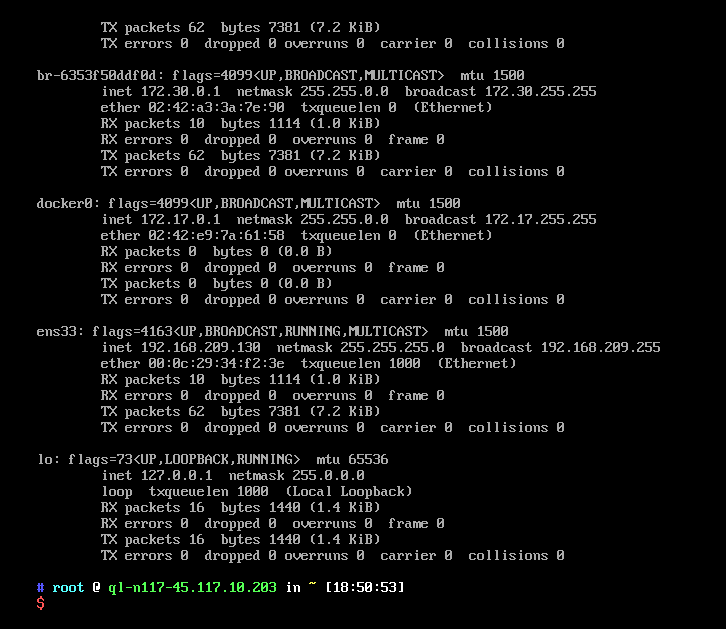 TX packets 62  bytes 7381 (7.2 KiB)
TX errors 0  dropped 0 overruns 0  carrier 0  collisions 0
br-6353f50ddf0d: flags=4099<UP,BROADCAST,MULTICAST>  mtu 1500
inet 172.30.0.1  netmask 255.255.0.0  broadcast 172.30.255.255
ether 02:42:a3:3a:7e:90  txqueuelen 0  (Ethernet)
RX packets 10  bytes 1114 (1.0 KiB)
RX errors 0  dropped 0  overruns 0  frame 0
TX packets 62  bytes 7381 (7.2 KiB)
TX errors 0  dropped 0 overruns 0  carrier 0  collisions 0
docker0: flags=4099<UP,BROADCAST,MULTICAST>  mtu 1500
inet 172.17.0.1  netmask 255.255.0.0  broadcast 172.17.255.255
ether 02:42:e9:7a:61:58  txqueuelen 0  (Ethernet)
RX packets 0  bytes 0 (0.0 B)
RX errors 0  dropped 0  overruns 0  frame 0
TX packets 0  bytes 0 (0.0 B)
TX errors 0  dropped 0 overruns 0  carrier 0  collisions 0
ens33: flags=4163<UP,BROADCAST,RUNNING,MULTICAST>  mtu 1500
inet 192.168.209.130  netmask 255.255.255.0  broadcast 192.168.209.255
ether 00:0c:29:34:f2:3e  txqueuelen 1000  (Ethernet)
RX packets 10  bytes 1114 (1.0 KiB)
RX errors 0  dropped 0  overruns 0  frame 0
TX packets 62  bytes 7381 (7.2 KiB)
TX errors 0  dropped 0 overruns 0  carrier 0  collisions 0
lo: flags=73<UP,LOOPBACK,RUNNING>  mtu 65536
inet 127.0.0.1  netmask 255.0.0.0
loop  txqueuelen 1000  (Local Loopback)
RX packets 16  bytes 1440 (1.4 KiB)
RX errors 0  dropped 0  overruns 0  frame 0
TX packets 16  bytes 1440 (1.4 KiB)
TX errors 0  dropped 0 overruns 0  carrier 0  collisions 0
# root @ ql-n117-45.117.10.203 in ~ [18:50:53]
$